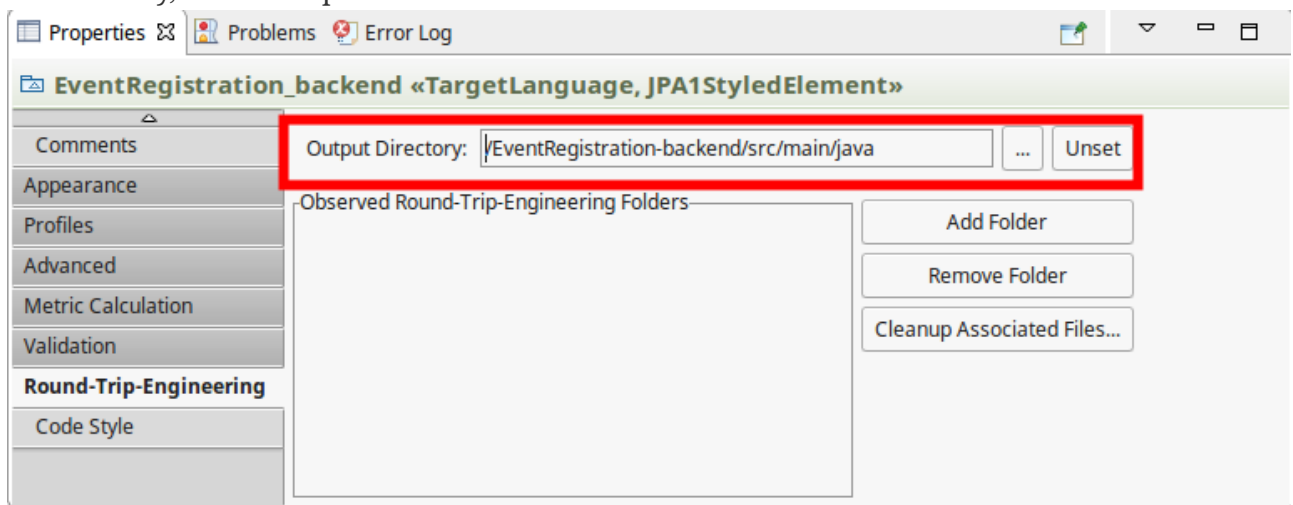 Properties Problems Error Log
EventRegistration_backend «TargetLanguage, JPA1StyledElement»
Comments
Appearance
Profiles
Advanced
Metric Calculation
Validation
Round-Trip-Engineering
Code Style
Output Directory: /EventRegistration-backend/src/main/java ... Unset
Observed Round-Trip-Engineering Folders
Add Folder
Remove Folder
Cleanup Associated Files...